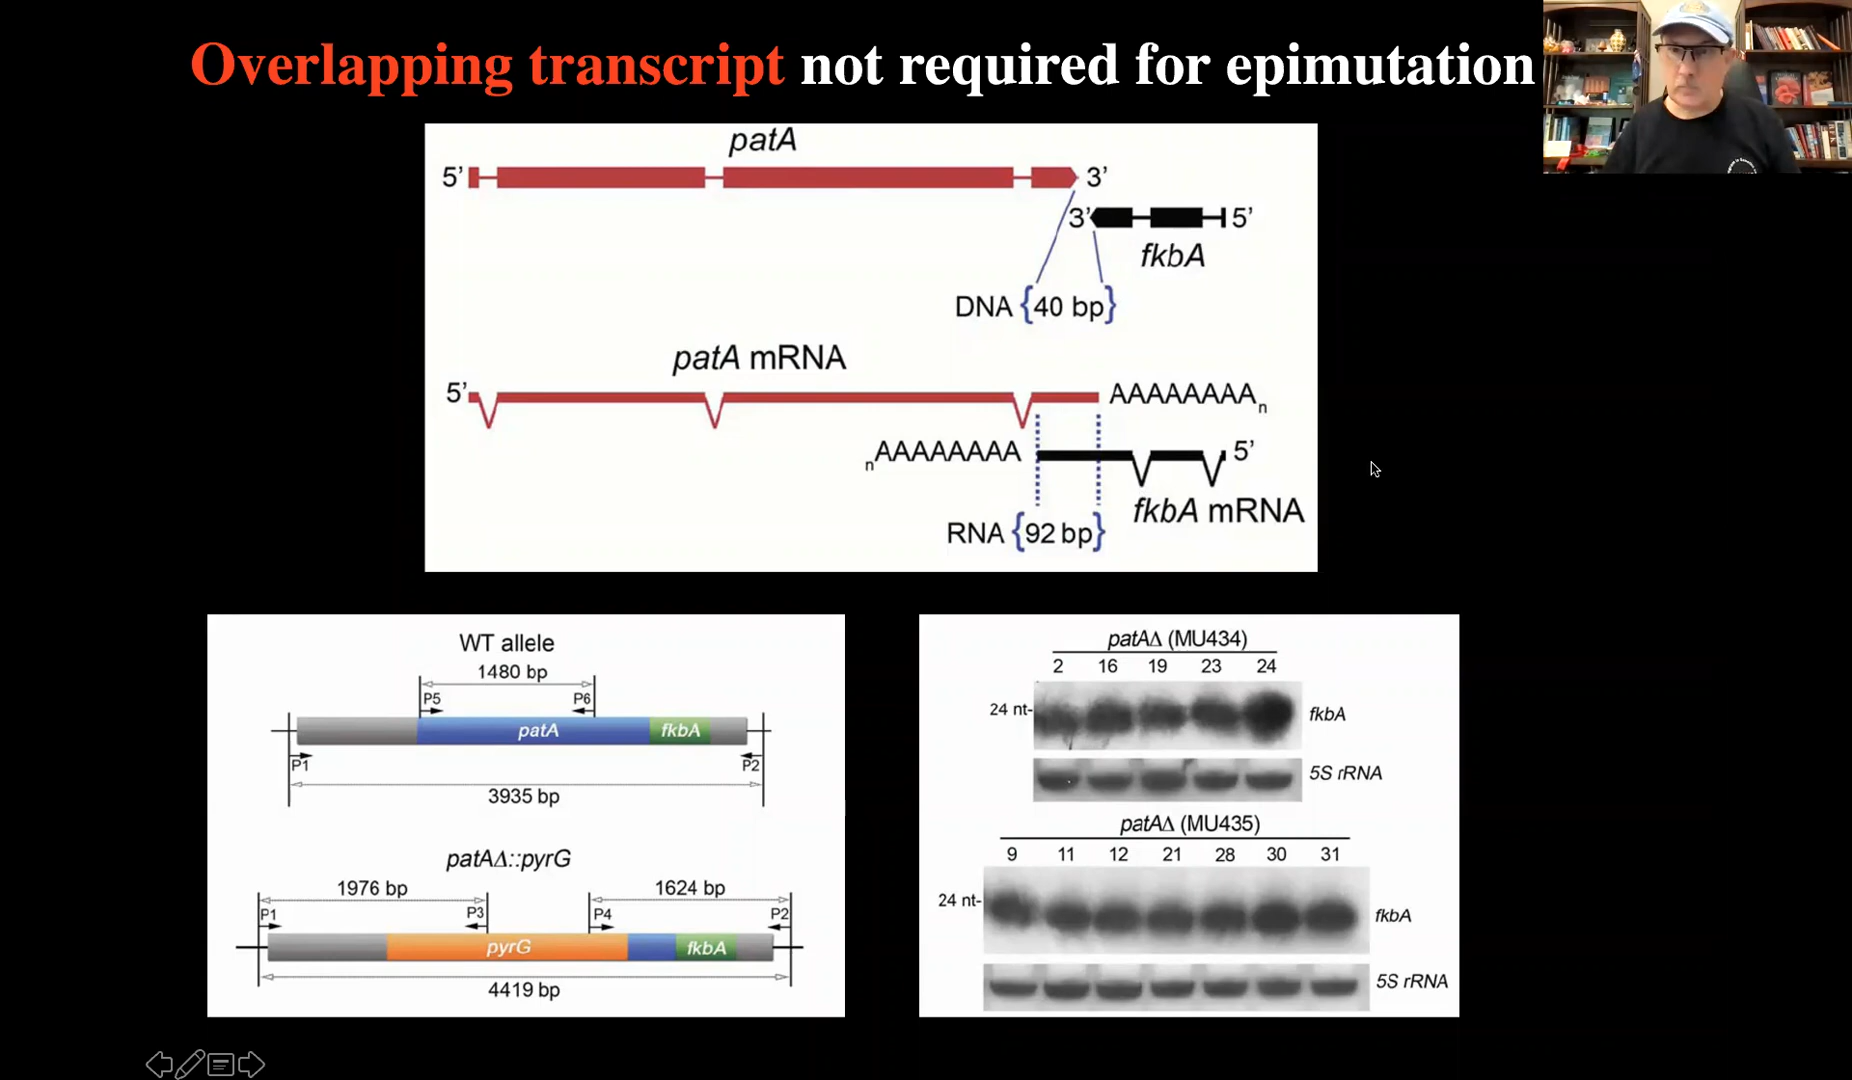 Overlapping transcript not required for epimutation
patA
5' 3'
3' 5'
fkbA
DNA {40 bp}
patA mRNA
5' AAAAAAAAn
nAAAAAAAA 5'
fkbA mRNA
RNA {92 bp}
WT allele
1480 bp
P5 P6
patA fkbA
P1 P2
3935 bp
patAΔ::pyrG
1976 bp 1624 bp
P1 P3 P4 P2
pyrG fkbA
4419 bp
patAΔ (MU434)
2 16 19 23 24
24 nt- fkbA
5S rRNA
patAΔ (MU435)
9 11 12 21 28 30 31
24 nt- fkbA
5S rRNA